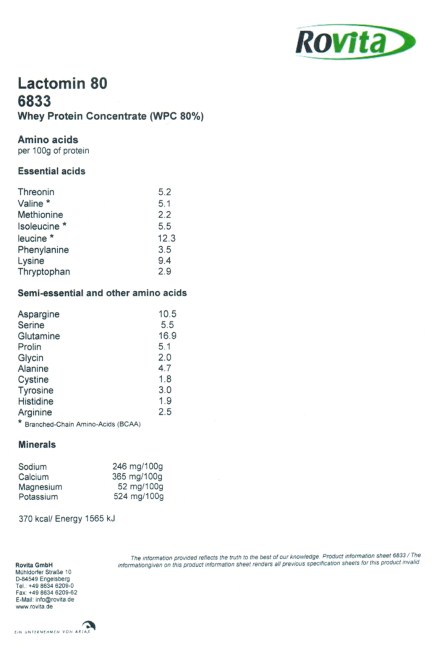 Rovita
Lactomin 80
6833
Whey Protein Concentrate (WPC 80%)
Amino acids
per 100g of protein
Essential acids
Threonin 5.2
Valine * 5.1
Methionine 2.2
Isoleucine * 5.5
leucine * 12.3
Phenylanine 3.5
Lysine 9.4
Thryptophan 2.9
Semi-essential and other amino acids
Aspargine 10.5
Serine 5.5
Glutamine 16.9
Prolin 5.1
Glycin 2.0
Alanine 4.7
Cystine 1.8
Tyrosine 3.0
Histidine 1.9
Arginine 2.5
* Branched-Chain Amino-Acids (BCAA)
Minerals
Sodium 246 mg/100g
Calcium 365 mg/100g
Magnesium 52 mg/100g
Potassium 524 mg/100g
370 kcal/ Energy 1565 kJ
The information provided reflects the truth to the best of our knowledge. Product information sheet 6833 / The
informationgiven on this product information sheet renders all previous specification sheets for this product invalid
Rovita GmbH
Mühldorfer Straße 10
D-84549 Engelsberg
Tel.: +49 8634 6209-0
Fax: +49 8634 6209-62
E-Mail: info@rovita.de
www.rovita.de
EIN UNTERNEHMEN VON ARIAS